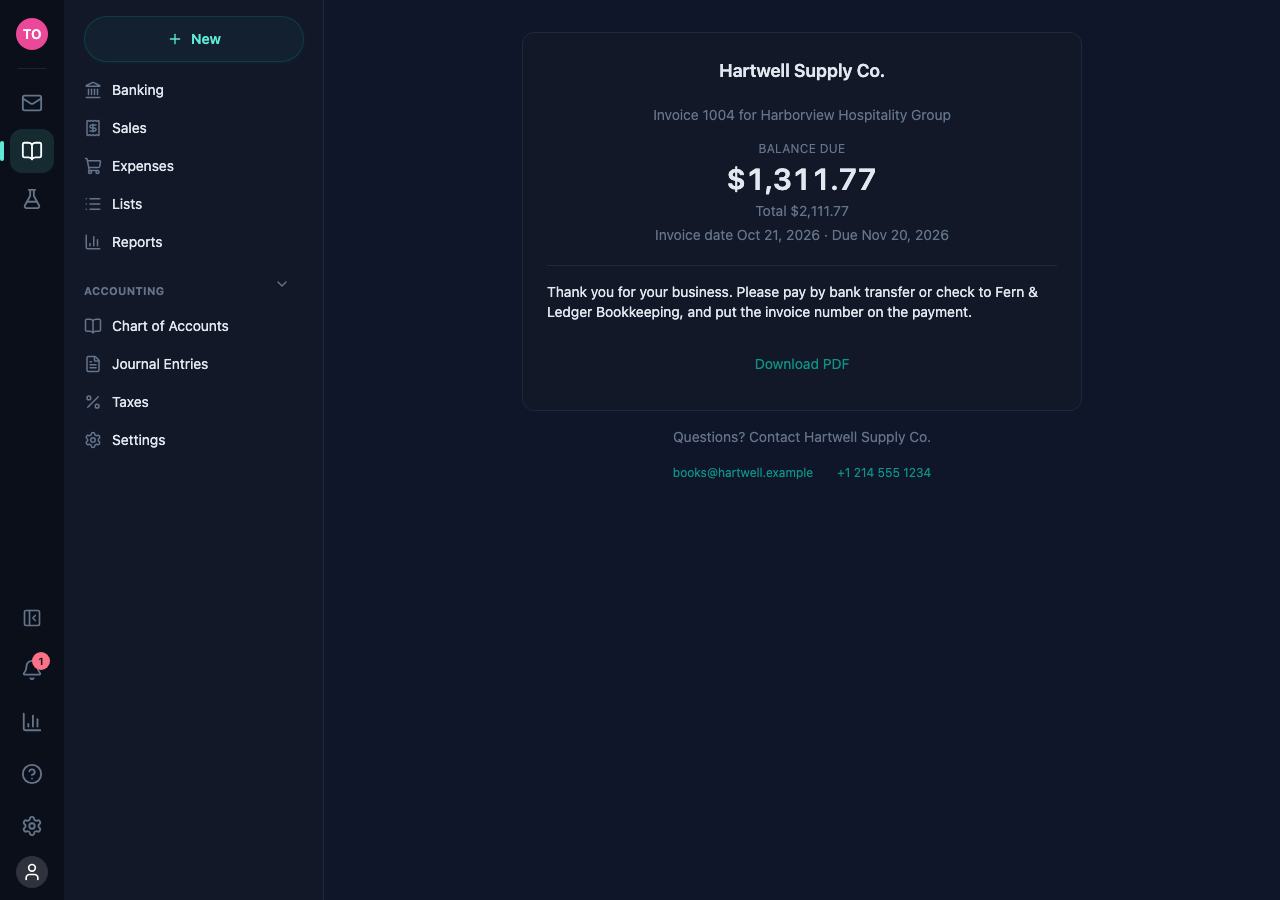 TO
1
New
Banking
Sales
Expenses
Lists
Reports
ACCOUNTING
Chart of Accounts
Journal Entries
Taxes
Settings
Hartwell Supply Co.
Invoice 1004 for Harborview Hospitality Group
BALANCE DUE
$1,311.77
Total $2,111.77
Invoice date Oct 21, 2026 · Due Nov 20, 2026
Thank you for your business. Please pay by bank transfer or check to Fern &
Ledger Bookkeeping, and put the invoice number on the payment.
Download PDF
Questions? Contact Hartwell Supply Co.
books@hartwell.example +1 214 555 1234